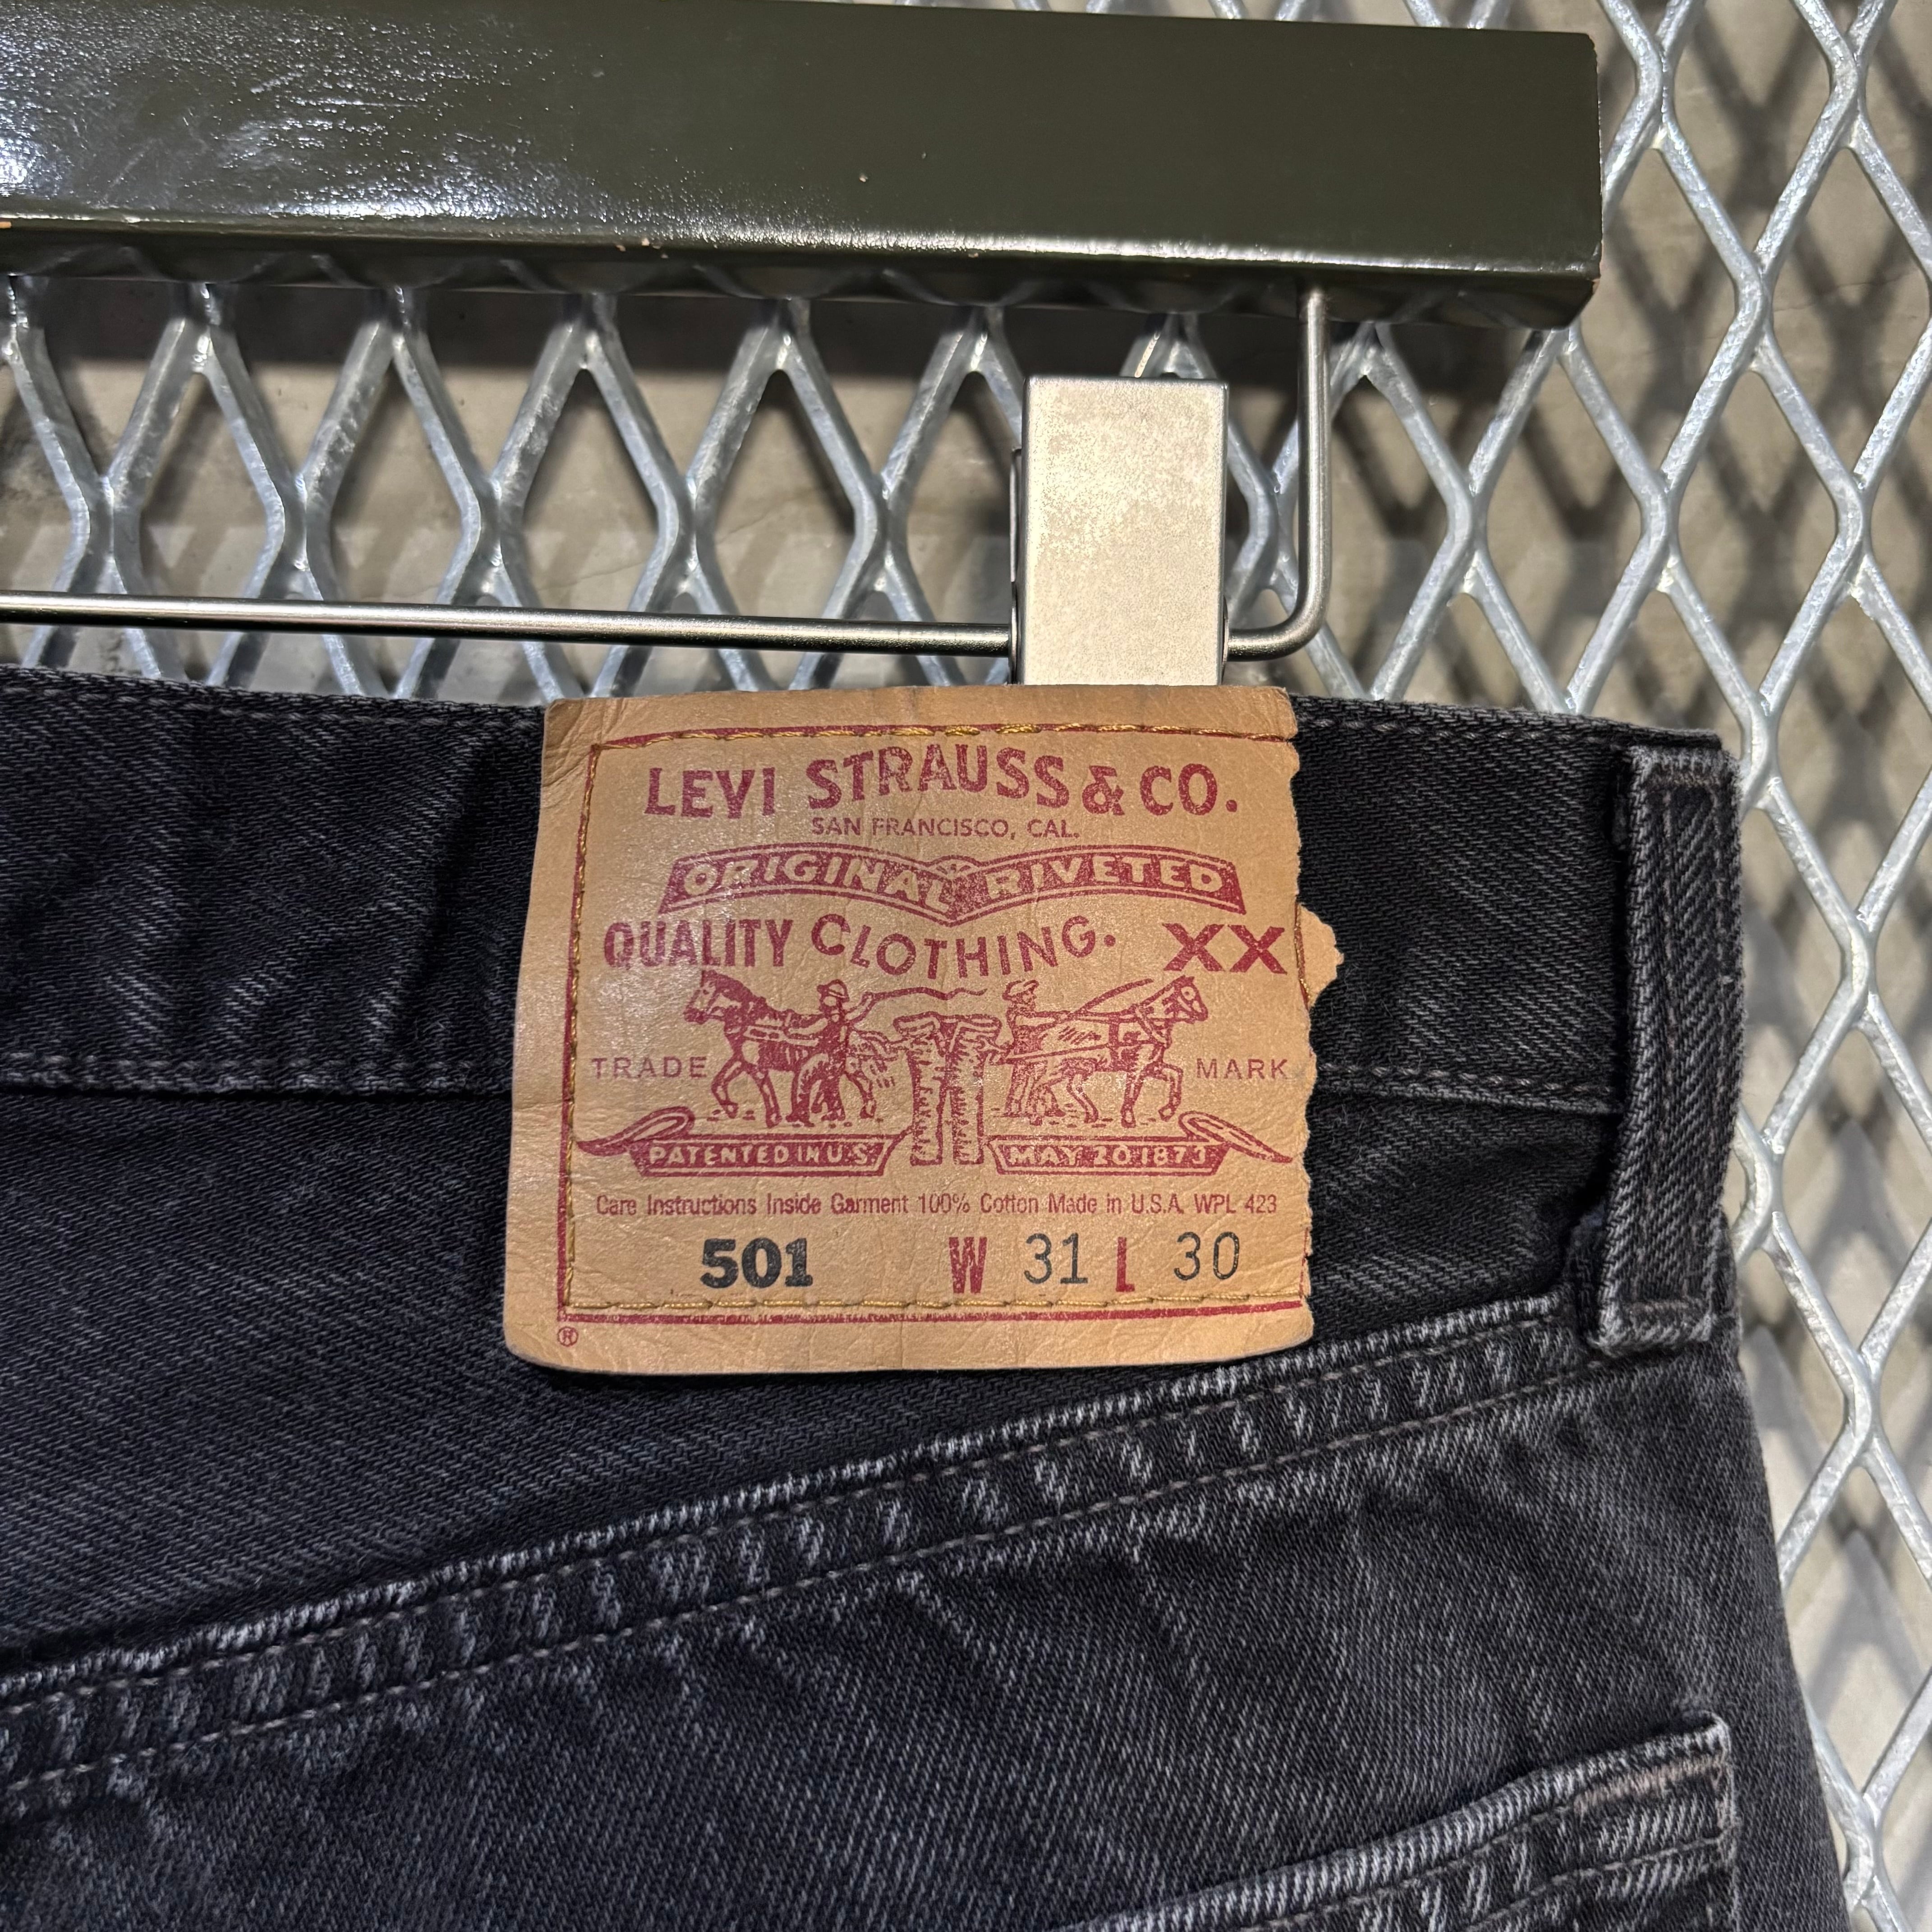 LEVI STRAUSS & CO.
SAN FRANCISCO, CAL.
ORIGINAL RIVETED
QUALITY CLOTHING. XX
TRADE MARK
PATENTED IN U.S. MAY 20 1873
Care Instructions Inside Garment 100% Cotton Made in U.S.A. WPL 423
501 W 31 L 30
®